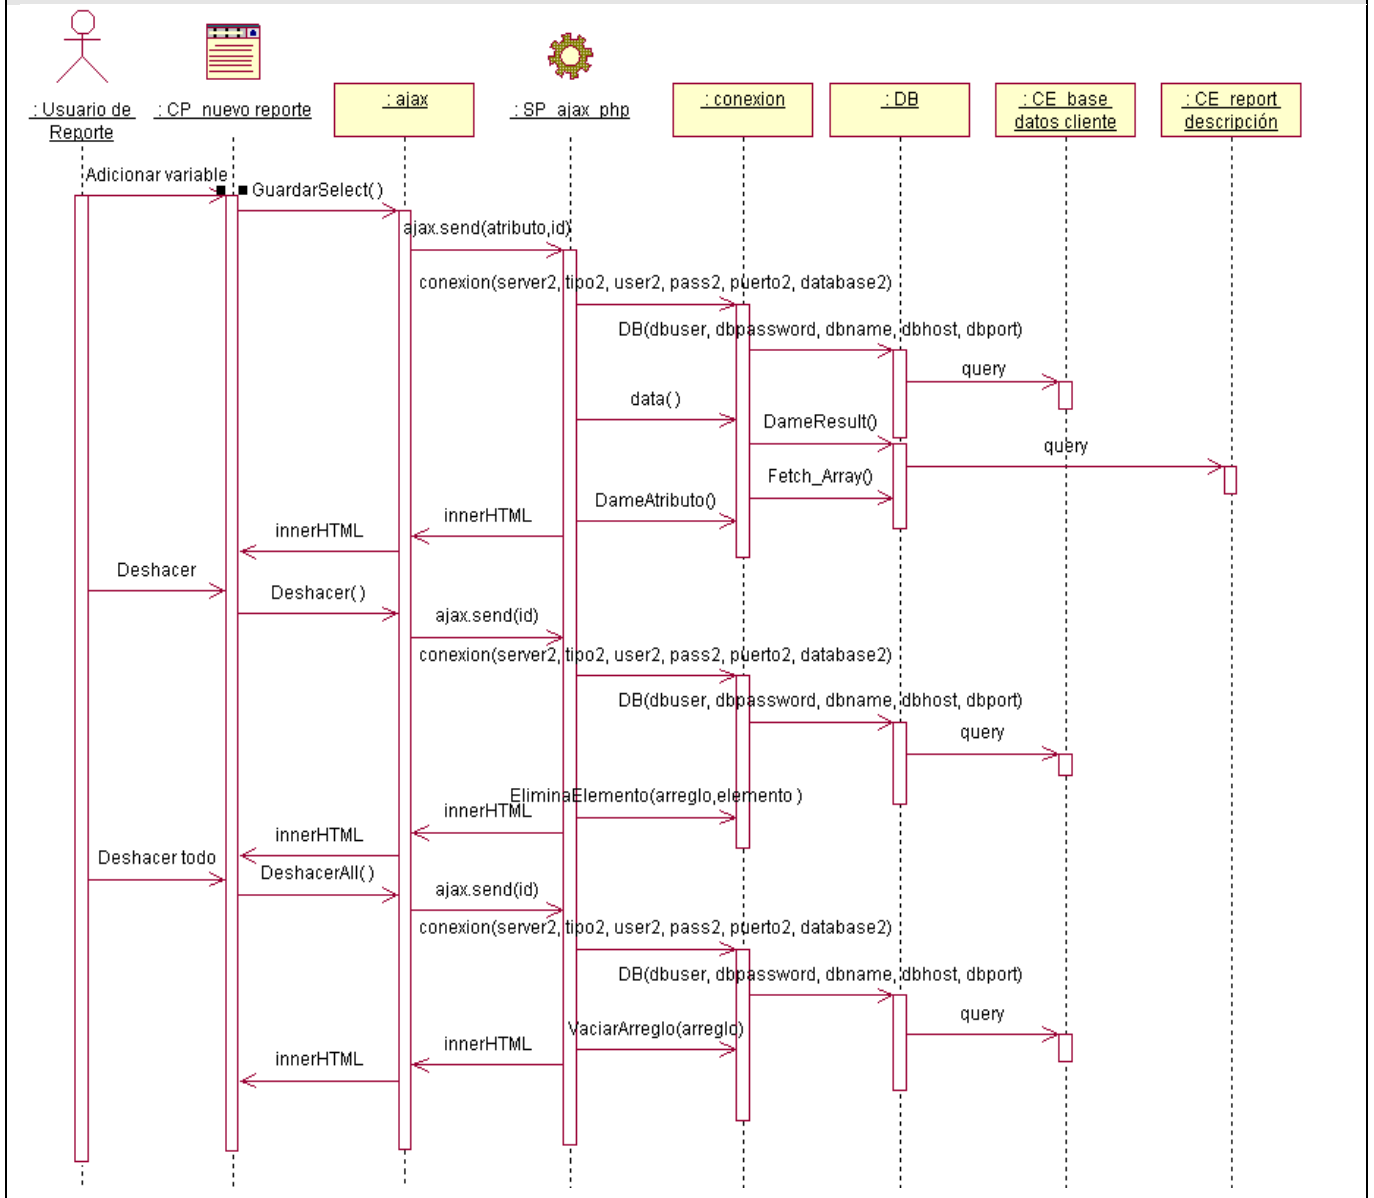 : Usuario de
Reporte
: CP_nuevo reporte
: ajax
: SP_ajax_php
: conexion
: DB
: CE_base
datos cliente
: CE_report
descripción
Adicionar variable
GuardarSelect()
ajax.send(atributo,id)
conexion(server2, tipo2, user2, pass2, puerto2, database2)
DB(dbuser, dbpassword, dbname, dbhost, dbport)
query
data()
DameResult()
query
Fetch_Array()
DameAtributo()
innerHTML
innerHTML
Deshacer
Deshacer()
ajax.send(id)
conexion(server2, tipo2, user2, pass2, puerto2, database2)
DB(dbuser, dbpassword, dbname, dbhost, dbport)
query
EliminaElemento(arreglo,elemento )
innerHTML
innerHTML
Deshacer todo
DeshacerAll()
ajax.send(id)
conexion(server2, tipo2, user2, pass2, puerto2, database2)
DB(dbuser, dbpassword, dbname, dbhost, dbport)
query
VaciarArreglo(arreglo)
innerHTML
innerHTML